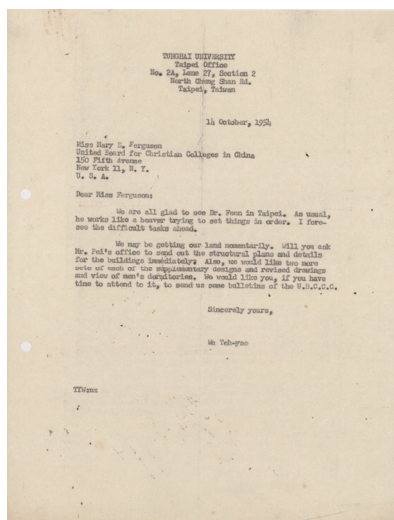 TUNGHAI UNIVERSITY
Taipei Office
No. 2A, Lane 27, Section 2
North Chung Shan Rd.
Taipei, Taiwan
14 October, 1954
Miss Mary E. Ferguson
United Board for Christian Colleges in China
150 Fifth Avenue
New York 11, N. Y.
U. S. A.
Dear Miss Ferguson:
We are all glad to see Dr. Fenn in Taipei. As usual,
he works like a beaver trying to set things in order. I fore-
see the difficult tasks ahead.
We may be getting our land momentarily. Will you ask
Mr. Pei's office to send out the structural plans and details
for the buildings immediately; Also, we would like two more
sets of each of the supplementary designs and revised drawings
and view of men's dormitories. We would like you, if you have
time to attend to it, to send us some bulletins of the U.B.C.C.C.
Sincerely yours,
Wu Teh-yao